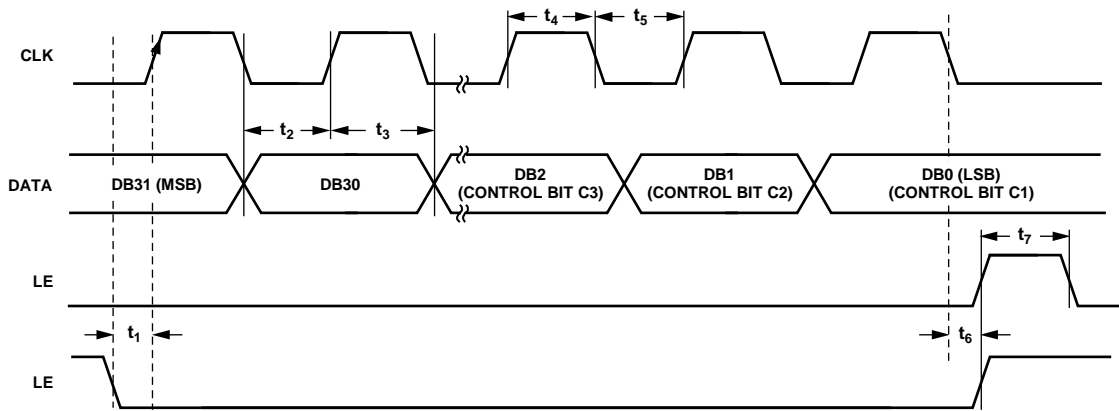 t4
t5
CLK
t2
t3
DATA
DB31 (MSB)
DB30
DB2
(CONTROL BIT C3)
DB1
(CONTROL BIT C2)
DB0 (LSB)
(CONTROL BIT C1)
t7
LE
t1
t6
LE